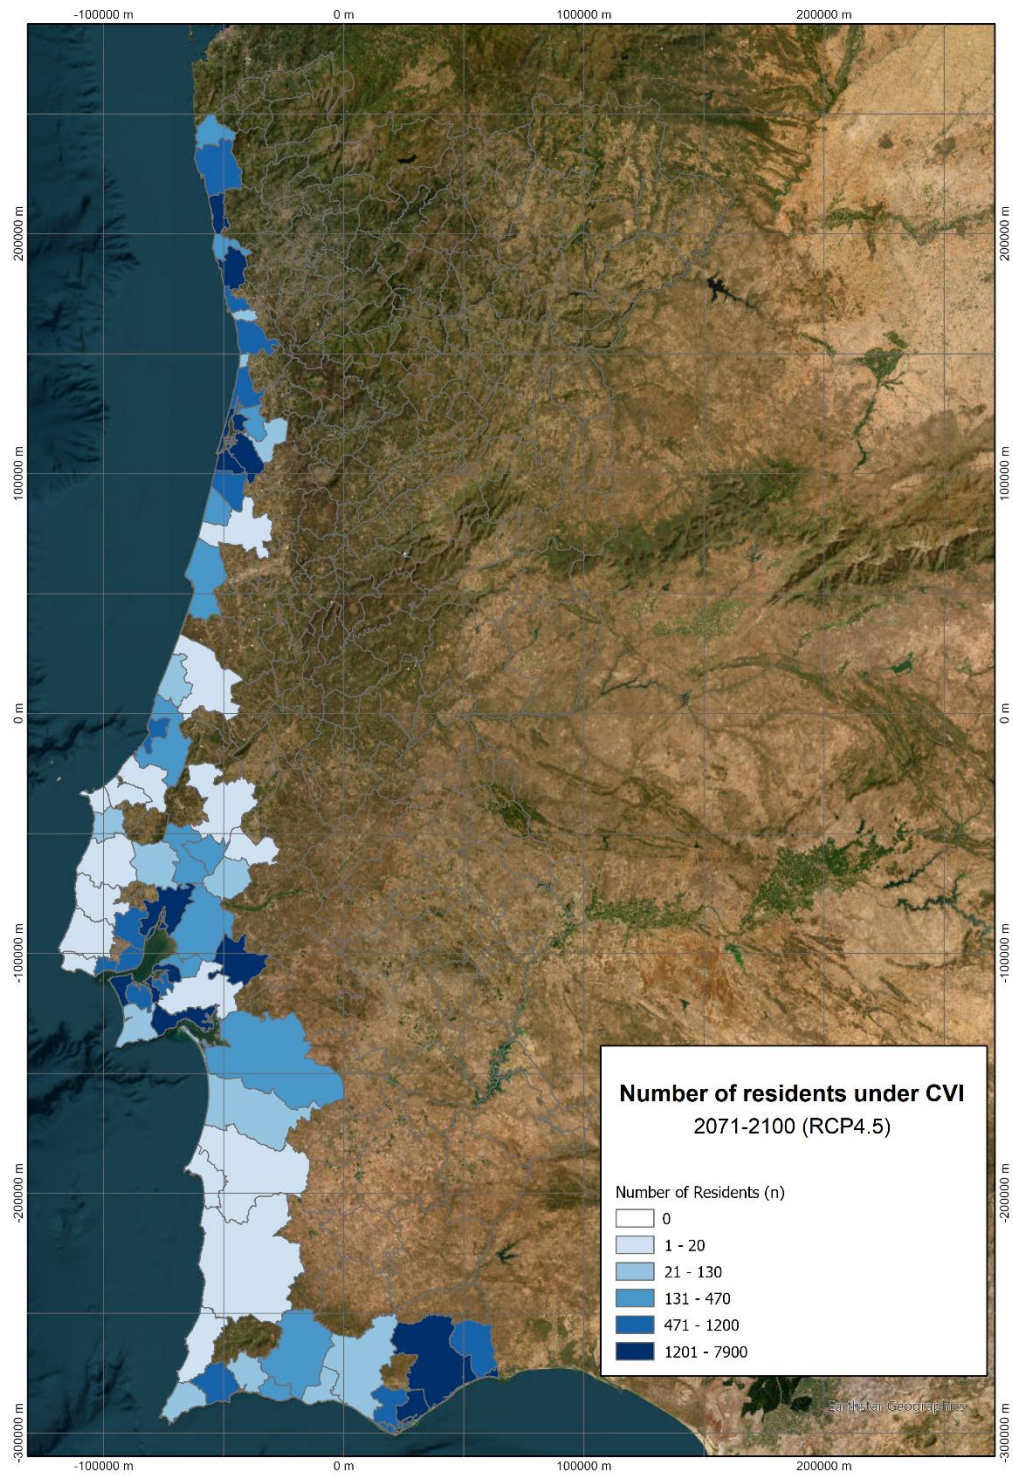 -100000 m 0 m 100000 m 200000 m
200000 m 200000 m
100000 m 100000 m
0 m 0 m
-100000 m -100000 m
-200000 m -200000 m
-300000 m -300000 m
Number of residents under CVI
2071-2100 (RCP4.5)
Number of Residents (n)
0
1 - 20
21 - 130
131 - 470
471 - 1200
1201 - 7900
Earthstar Geographics
-100000 m 0 m 100000 m 200000 m